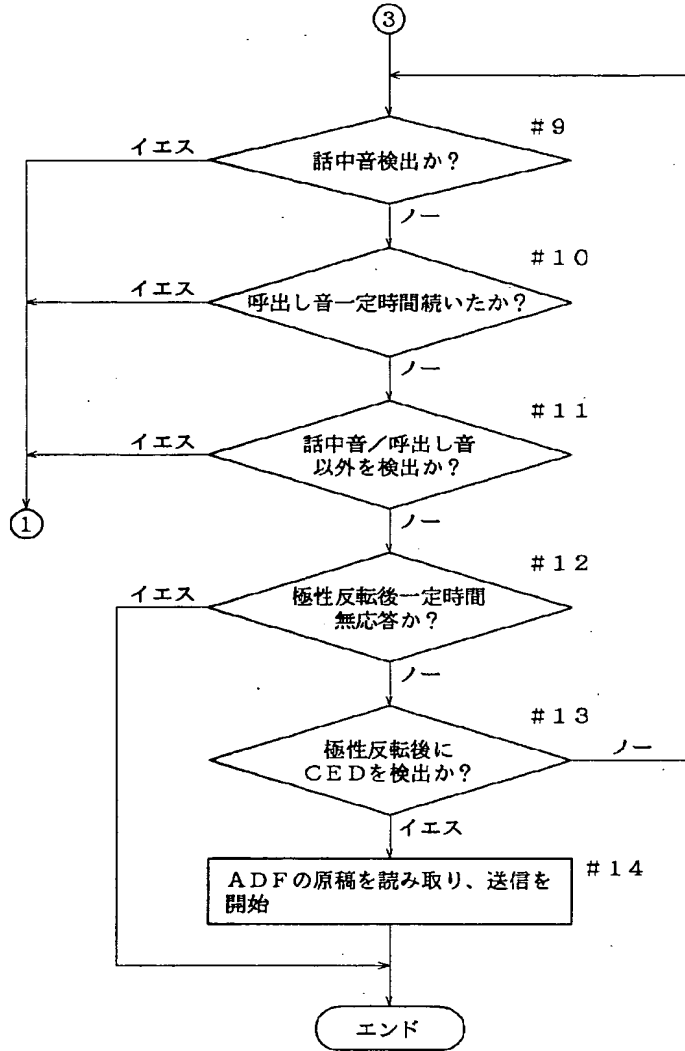 ③
#9
イエス
話中音検出か?
ノー
#10
イエス
呼出し音一定時間続いたか?
ノー
#11
イエス
話中音/呼出し音
以外を検出か?
①
ノー
#12
イエス
極性反転後一定時間
無応答か?
ノー
#13
極性反転後に
CEDを検出か?
ノー
イエス
#14
ADFの原稿を読み取り、送信を
開始
エンド